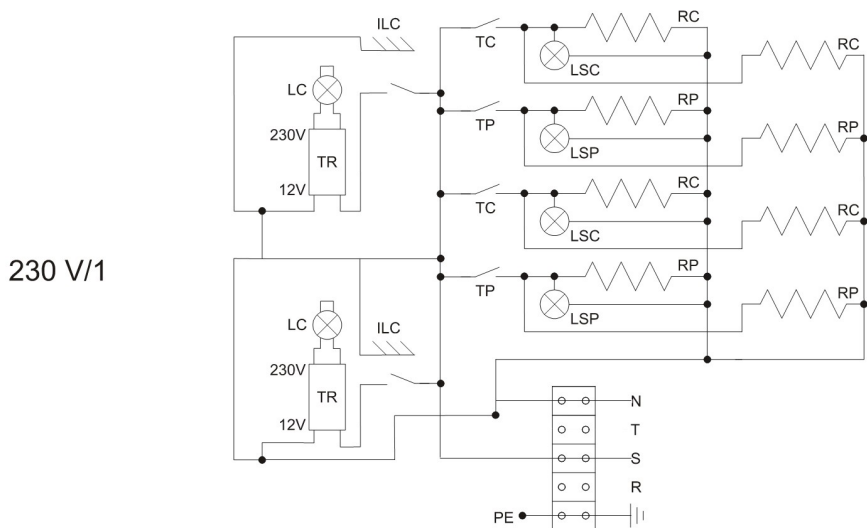 ILC
RC
TC
LSC
RC
LC
230V
TR
12V
RP
TP
LSP
RP
RC
TC
LSC
RC
230 V/1
RP
TP
LSP
RP
LC
ILC
230V
TR
12V
N
T
S
R
PE